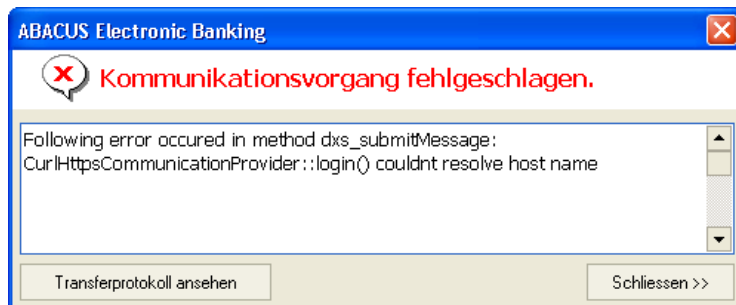 ABACUS Electronic Banking
Kommunikationsvorgang fehlgeschlagen.
Following error occured in method dxs_submitMessage:
CurlHttpsCommunicationProvider::login() couldnt resolve host name
Transferprotokoll ansehen
Schliessen >>